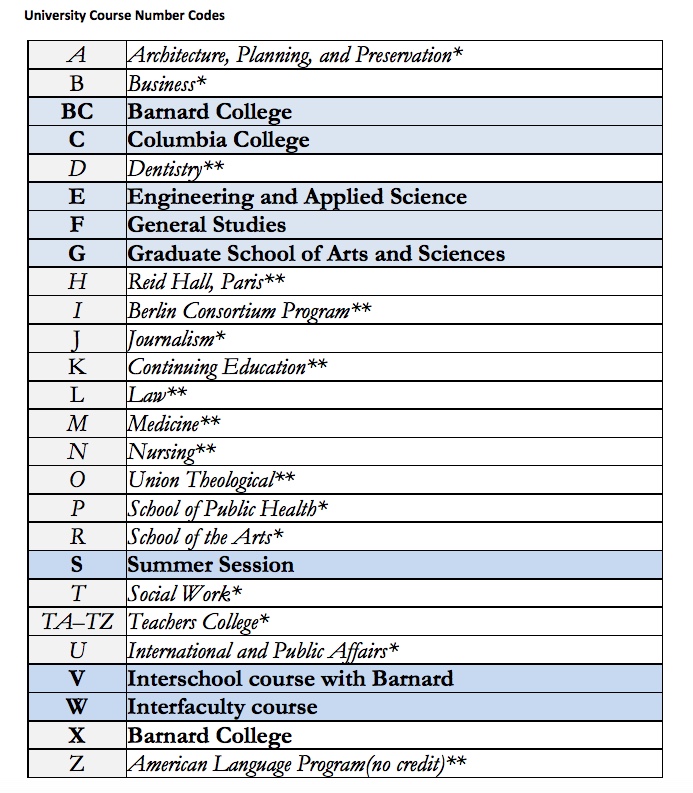 University Course Number Codes
A Architecture, Planning, and Preservation*
B Business*
BC Barnard College
C Columbia College
D Dentistry**
E Engineering and Applied Science
F General Studies
G Graduate School of Arts and Sciences
H Reid Hall, Paris**
I Berlin Consortium Program**
J Journalism*
K Continuing Education**
L Law**
M Medicine**
N Nursing**
O Union Theological**
P School of Public Health*
R School of the Arts*
S Summer Session
T Social Work*
TA–TZ Teachers College*
U International and Public Affairs*
V Interschool course with Barnard
W Interfaculty course
X Barnard College
Z American Language Program(no credit)**